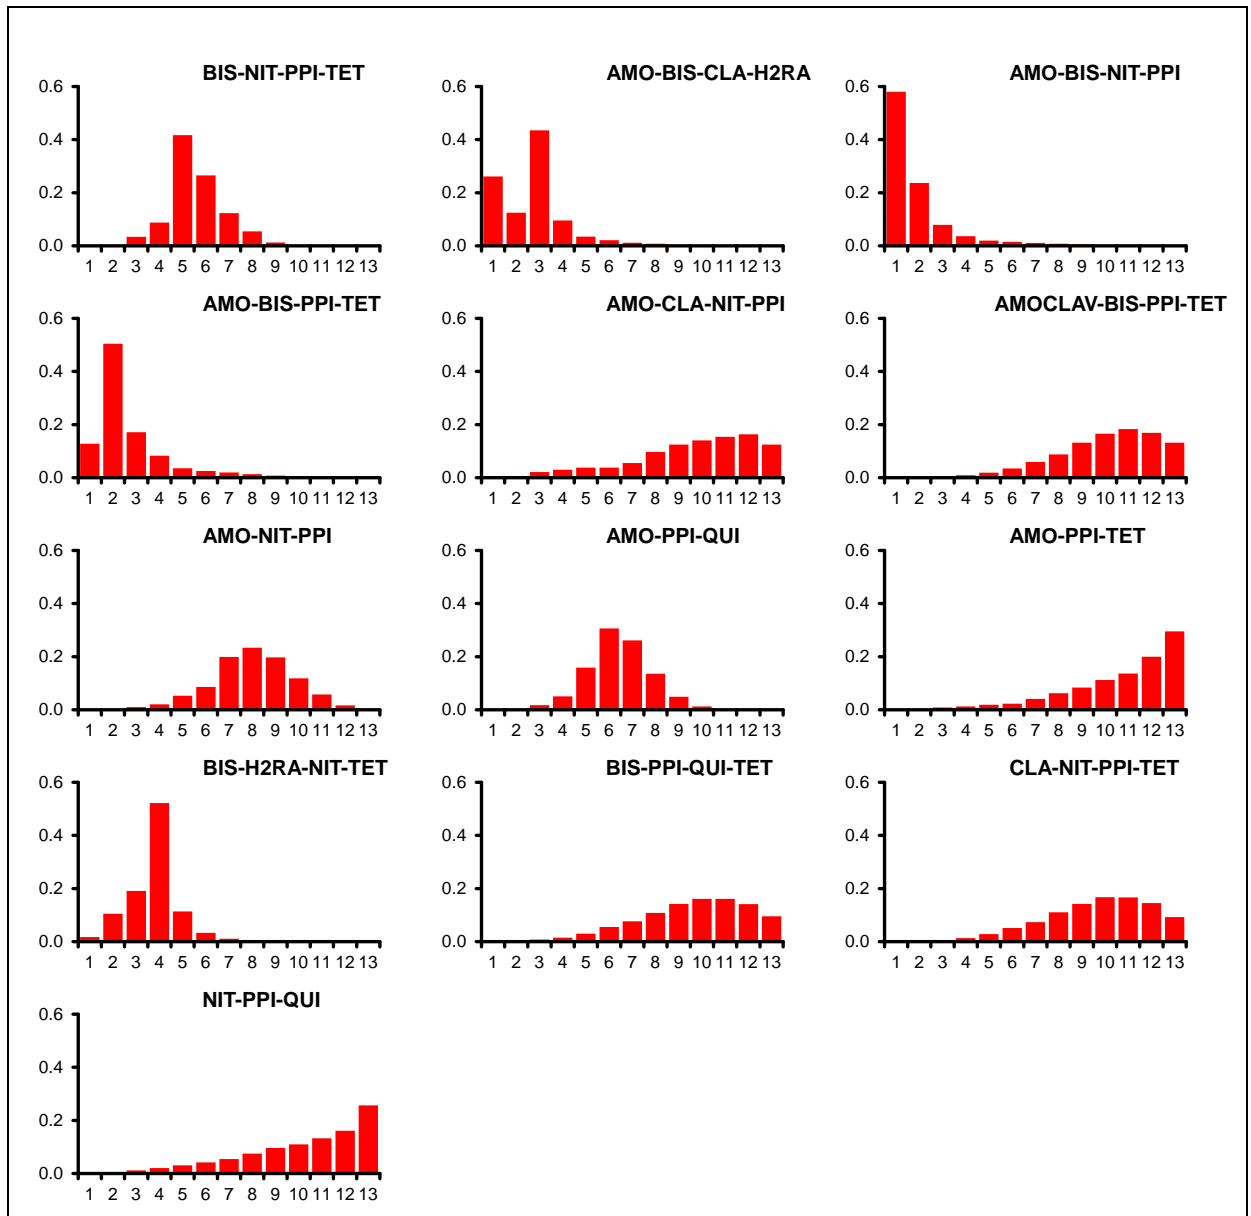 BIS-NIT-PPI-TET
0.6
0.4
0.2
0.0
1 2 3 4 5 6 7 8 9 10 11 12 13
AMO-BIS-CLA-H2RA
0.6
0.4
0.2
0.0
1 2 3 4 5 6 7 8 9 10 11 12 13
AMO-BIS-NIT-PPI
0.6
0.4
0.2
0.0
1 2 3 4 5 6 7 8 9 10 11 12 13
AMO-BIS-PPI-TET
0.6
0.4
0.2
0.0
1 2 3 4 5 6 7 8 9 10 11 12 13
AMO-CLA-NIT-PPI
0.6
0.4
0.2
0.0
1 2 3 4 5 6 7 8 9 10 11 12 13
AMOCLAV-BIS-PPI-TET
0.6
0.4
0.2
0.0
1 2 3 4 5 6 7 8 9 10 11 12 13
AMO-NIT-PPI
0.6
0.4
0.2
0.0
1 2 3 4 5 6 7 8 9 10 11 12 13
AMO-PPI-QUI
0.6
0.4
0.2
0.0
1 2 3 4 5 6 7 8 9 10 11 12 13
AMO-PPI-TET
0.6
0.4
0.2
0.0
1 2 3 4 5 6 7 8 9 10 11 12 13
BIS-H2RA-NIT-TET
0.6
0.4
0.2
0.0
1 2 3 4 5 6 7 8 9 10 11 12 13
BIS-PPI-QUI-TET
0.6
0.4
0.2
0.0
1 2 3 4 5 6 7 8 9 10 11 12 13
CLA-NIT-PPI-TET
0.6
0.4
0.2
0.0
1 2 3 4 5 6 7 8 9 10 11 12 13
NIT-PPI-QUI
0.6
0.4
0.2
0.0
1 2 3 4 5 6 7 8 9 10 11 12 13